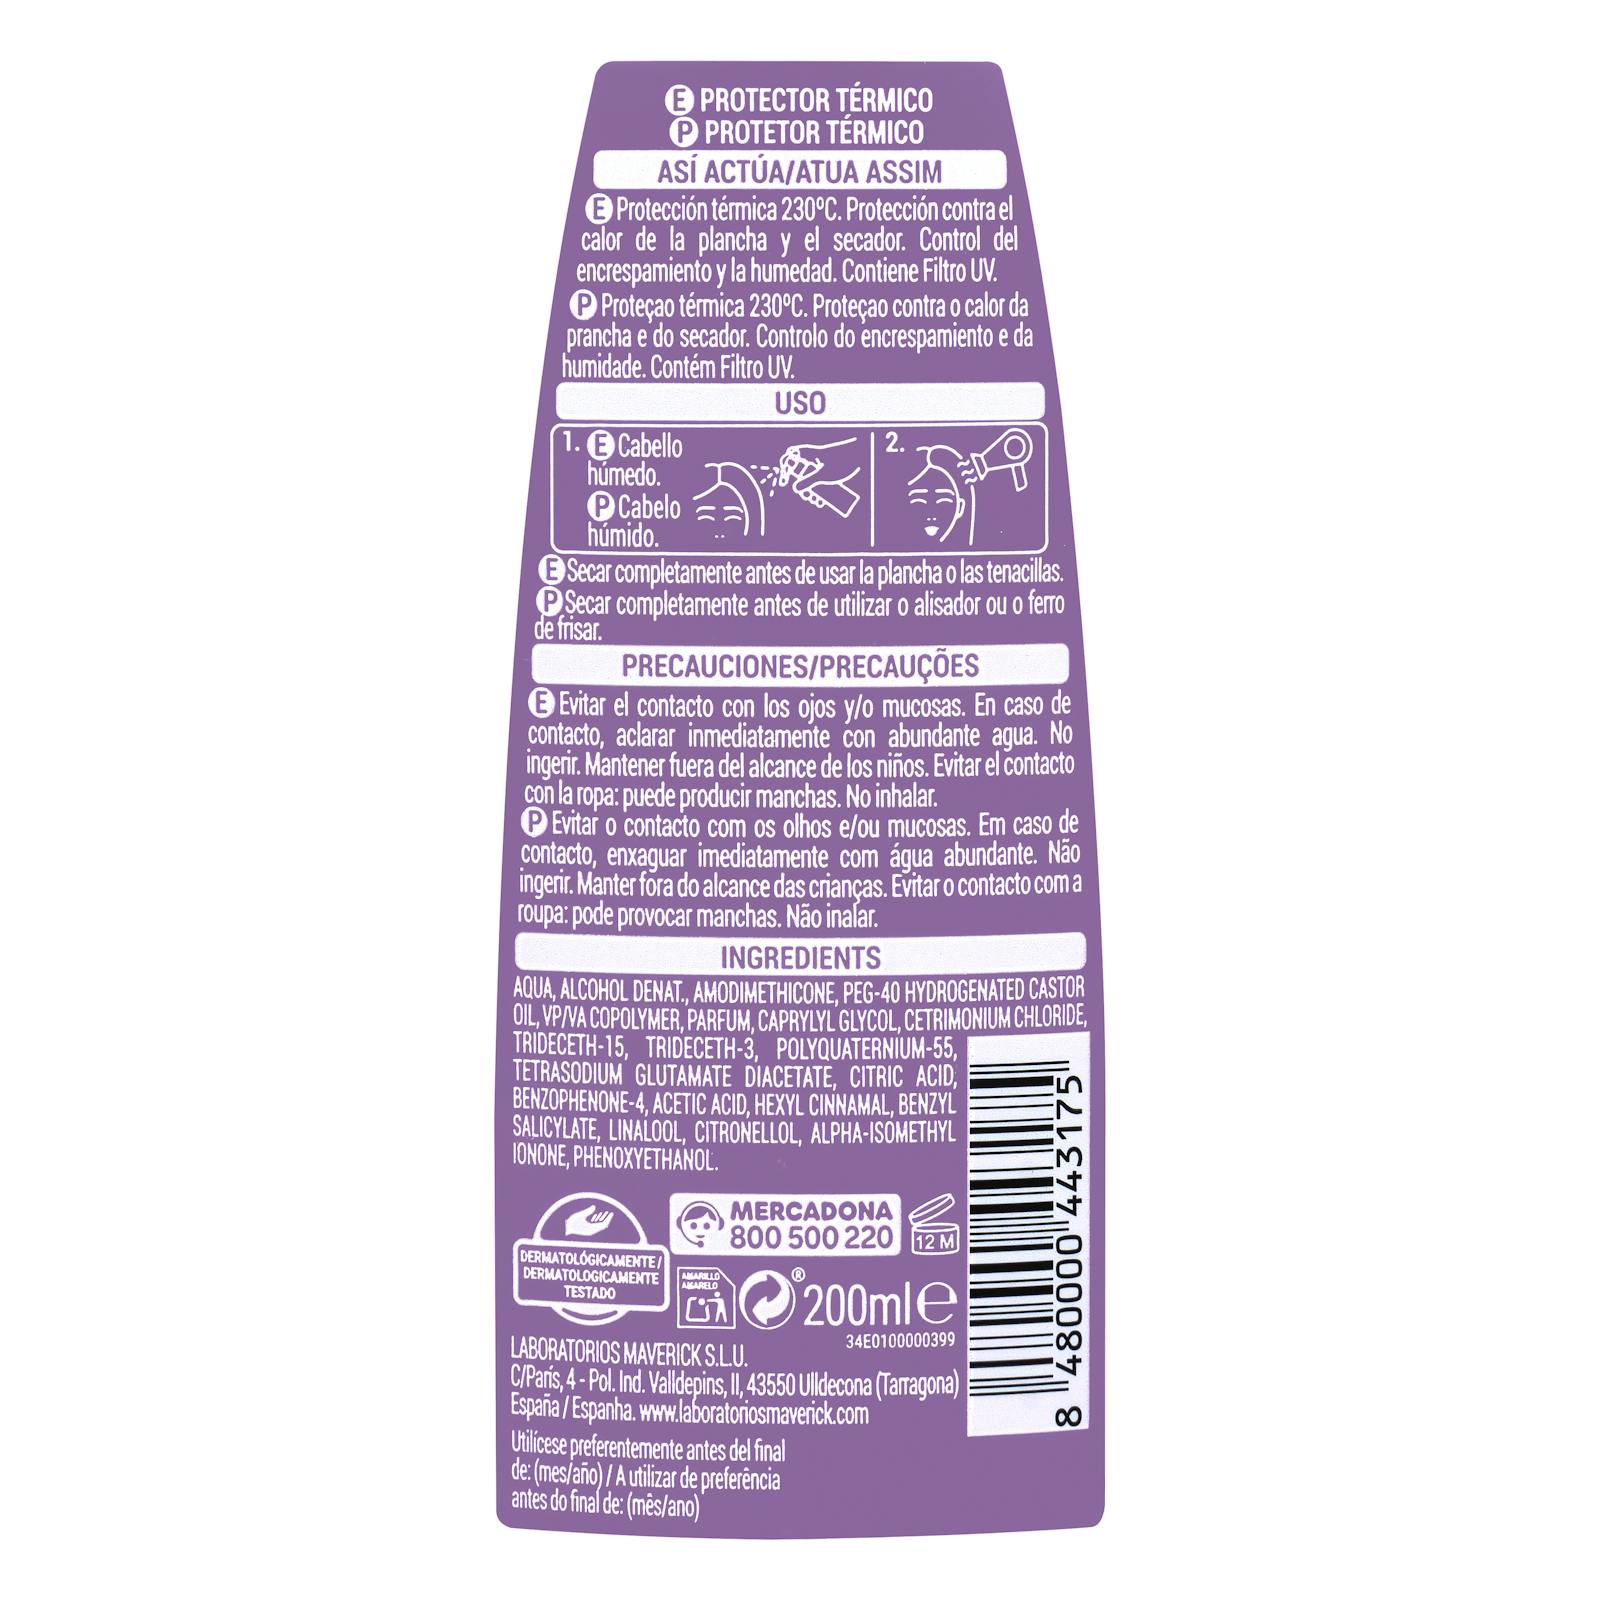 E PROTECTOR TÉRMICO
P PROTETOR TÉRMICO
ASÍ ACTÚA/ATUA ASSIM
E Protección térmica 230ºC. Protección contra el
calor de la plancha y el secador. Control del
encrespamiento y la humedad. Contiene Filtro UV.
P Proteçao térmica 230ºC. Proteçao contra o calor da
prancha e do secador. Controlo do encrespamiento e da
humidade. Contém Filtro UV.
USO
1. E Cabello
húmedo.
P Cabelo
húmido.
2.
E Secar completamente antes de usar la plancha o las tenacillas.
P Secar completamente antes de utilizar o alisador ou o ferro
de frisar.
PRECAUCIONES/PRECAUÇÕES
E Evitar el contacto con los ojos y/o mucosas. En caso de
contacto, aclarar inmediatamente con abundante agua. No
ingerir. Mantener fuera del alcance de los niños. Evitar el contacto
con la ropa: puede producir manchas. No inhalar.
P Evitar o contacto com os olhos e/ou mucosas. Em caso de
contacto, enxaguar imediatamente com água abundante. Não
ingerir. Manter fora do alcance das crianças. Evitar o contacto com a
roupa: pode provocar manchas. Não inalar.
INGREDIENTS
AQUA, ALCOHOL DENAT., AMODIMETHICONE, PEG-40 HYDROGENATED CASTOR
OIL, VP/VA COPOLYMER, PARFUM, CAPRYLYL GLYCOL, CETRIMONIUM CHLORIDE,
TRIDECETH-15, TRIDECETH-3, POLYQUATERNIUM-55,
TETRASODIUM GLUTAMATE DIACETATE, CITRIC ACID,
BENZOPHENONE-4, ACETIC ACID, HEXYL CINNAMAL, BENZYL
SALICYLATE, LINALOOL, CITRONELLOL, ALPHA-ISOMETHYL
IONONE, PHENOXYETHANOL.
8 480000 443175
MERCADONA
800 500 220
12 M
DERMATOLÓGICAMENTE/
DERMATOLOGICAMENTE
TESTADO
AMARILLO
AMARELO
® 200ml e
34E0100000399
LABORATORIOS MAVERICK S.L.U.
C/París, 4 - Pol. Ind. Valldepins, II, 43550 Ulldecona (Tarragona)
España / Espanha. www.laboratoriosmaverick.com
Utilícese preferentemente antes del final
de: (mes/año) / A utilizar de preferência
antes do final de: (mês/ano)